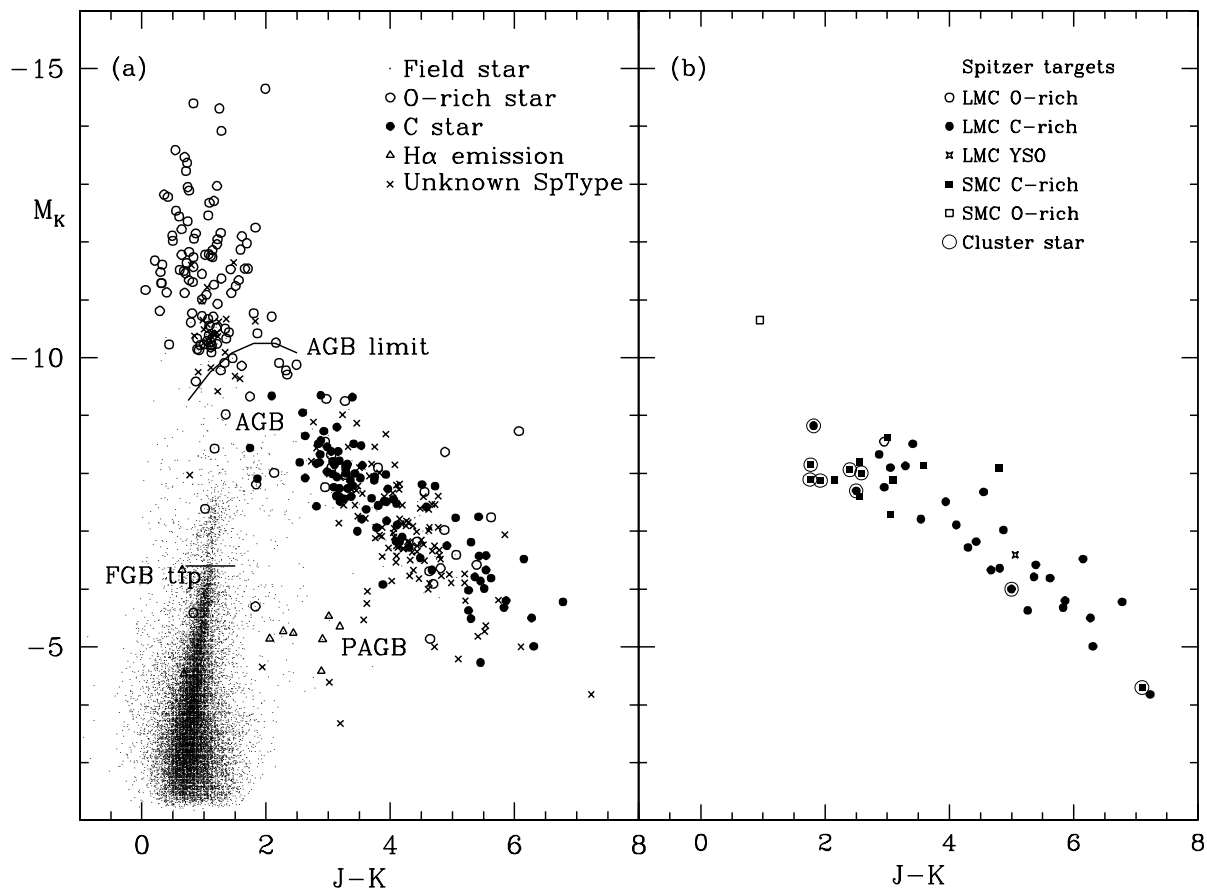 (a)
Field star
O-rich star
C star
Hα emission
Unknown SpType
AGB limit
AGB
FGB tip
PAGB
-15
-10
-5
M_K
0 2 4 6 8
J-K
(b)
Spitzer targets
LMC O-rich
LMC C-rich
LMC YSO
SMC C-rich
SMC O-rich
Cluster star
0 2 4 6 8
J-K